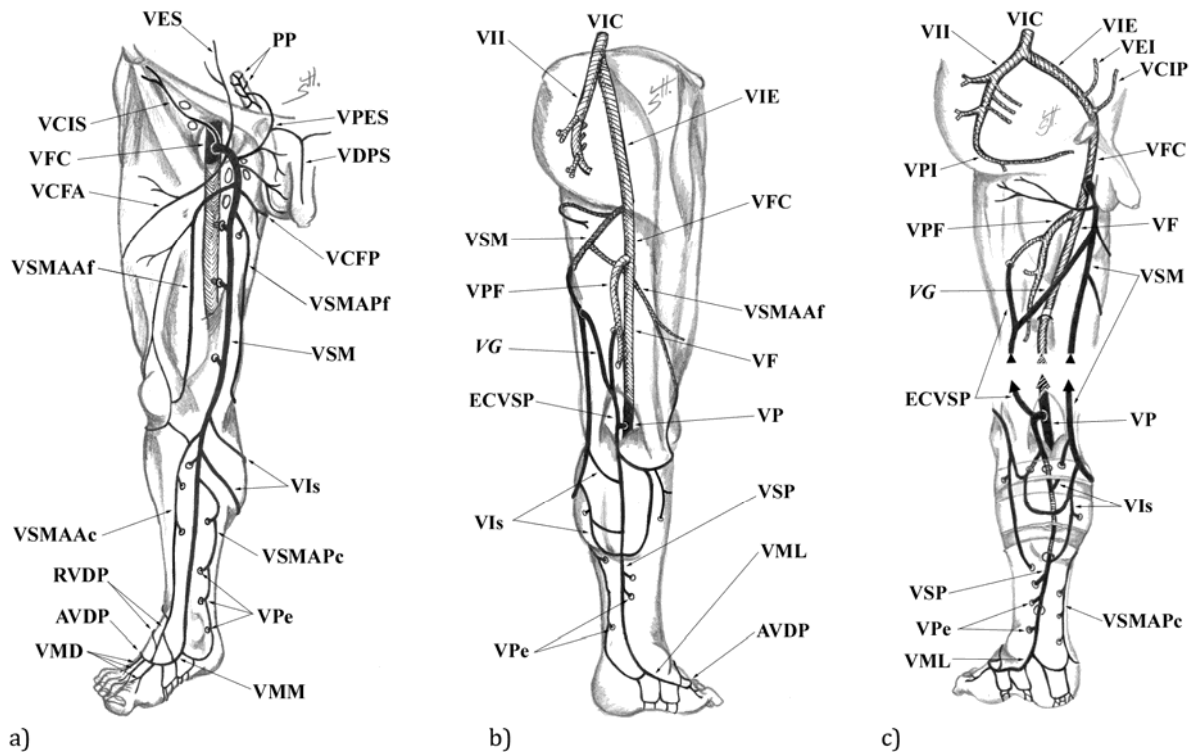 VES
PP
VCIS
VPES
VFC
VDPS
VCFA
VCFP
VSMAAf
VSMAPf
VSM
VIs
VSMAAc
VSMAPc
RVDP
AVDP
VPe
VMD
VMM
a)
VIC
VII
VIE
VSM
VFC
VPF
VSMAAf
VG
VF
ECVSP
VP
VIs
VSP
VML
VPe
AVDP
b)
VIC
VII
VIE
VEI
VCIP
VPI
VFC
VPF
VF
VG
VSM
ECVSP
VP
VIs
VSP
VPe
VSMAPc
VML
c)